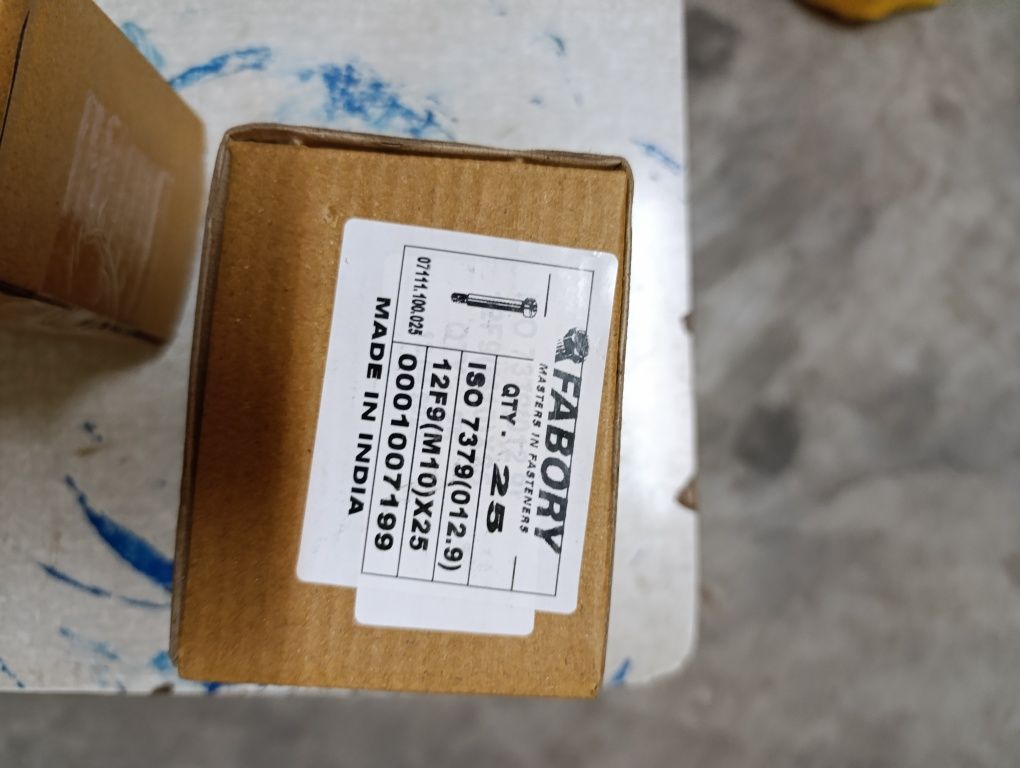 FABORY
MASTERS IN FASTENERS
QTY - 25
ISO 7379(012.9)
12F9(M10)X25
07111.100.025
0001007199
MADE IN INDIA